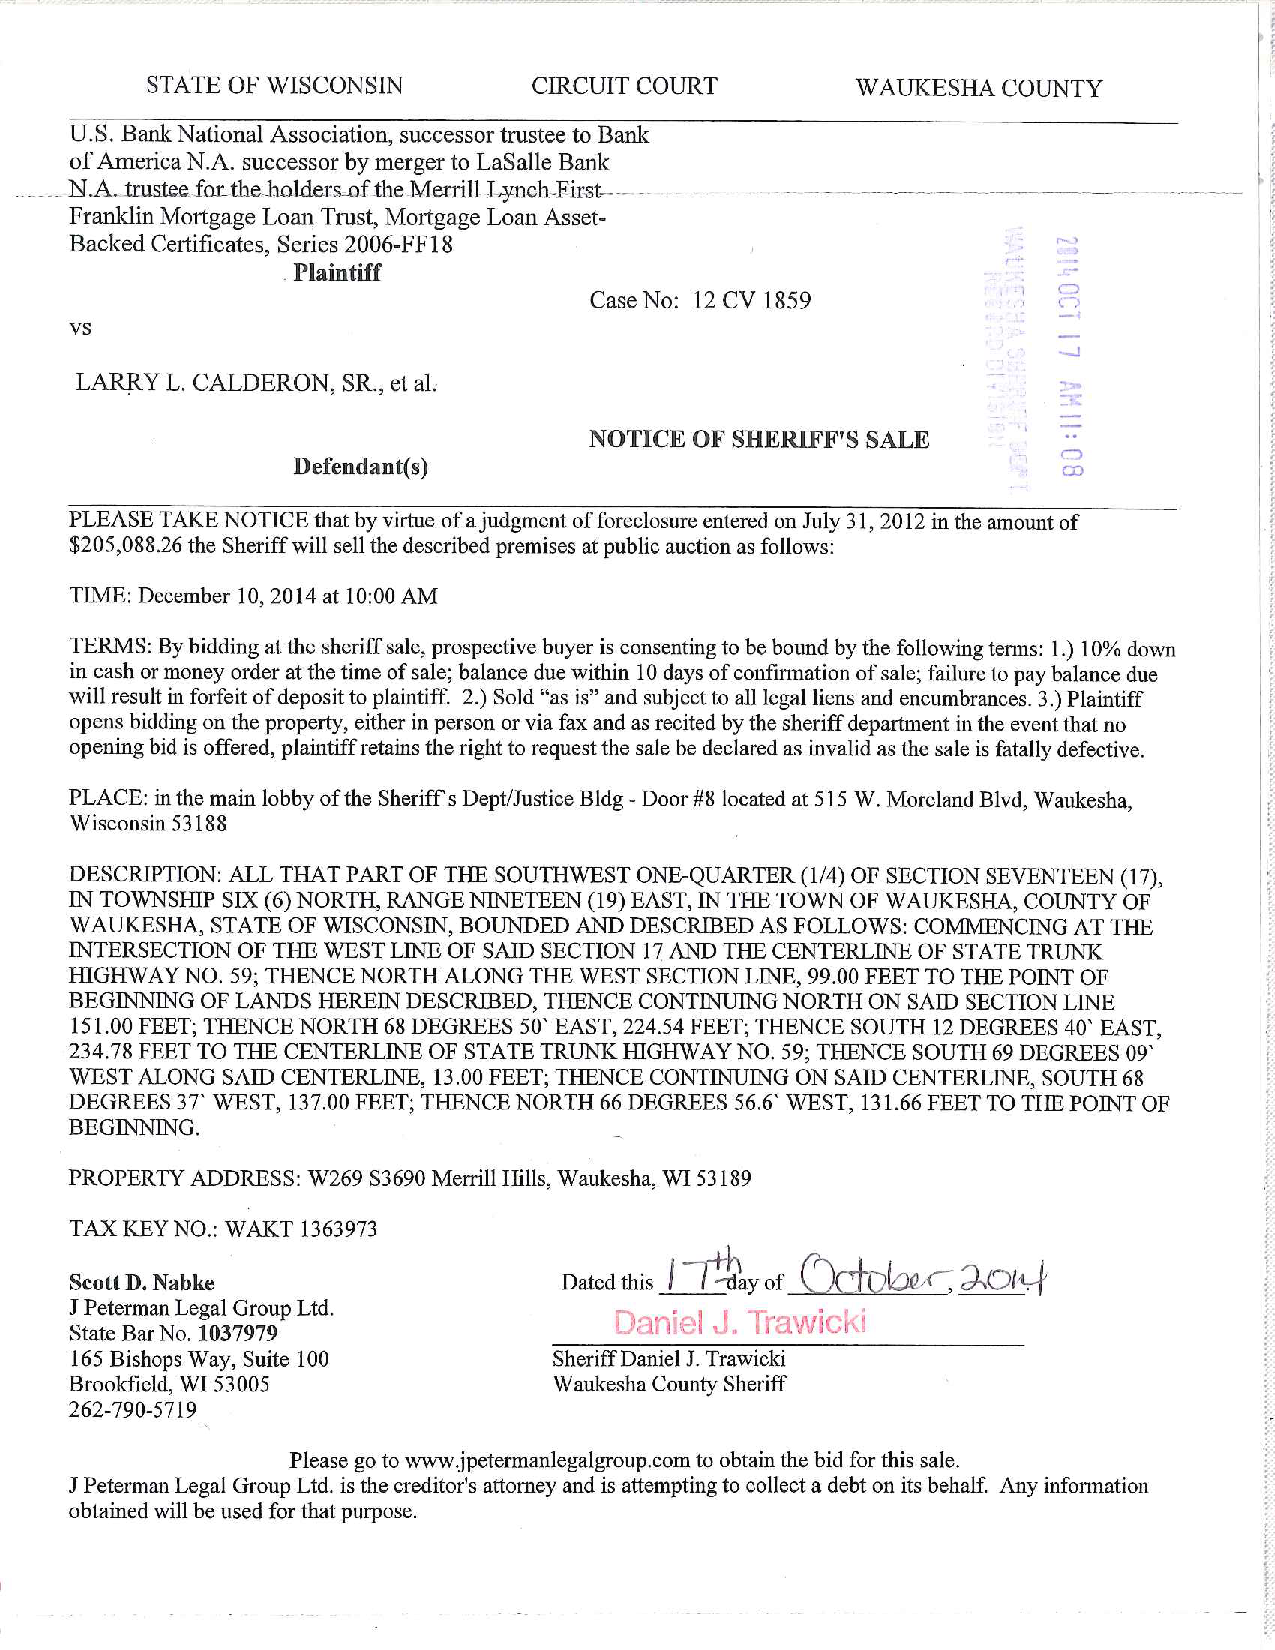 STATE OF WISCONSIN CIRCUIT COURT WAUKESHA COUNTY
U.S. Bank National Association, successor trustee to Bank
of America N.A. successor by merger to LaSalle Bank
N.A. trustee for the holders of the Merrill Lynch First
Franklin Mortgage Loan Trust, Mortgage Loan Asset-
Backed Certificates, Series 2006-FF18
Plaintiff
Case No: 12 CV 1859
vs
LARRY L. CALDERON, SR., et al.
NOTICE OF SHERIFF'S SALE
Defendant(s)
2014 OCT 17 AM 11:08
WAUKESHA SHERIFF DEPT
RECORD DIVISION
PLEASE TAKE NOTICE that by virtue of a judgment of foreclosure entered on July 31, 2012 in the amount of
$205,088.26 the Sheriff will sell the described premises at public auction as follows:
TIME: December 10, 2014 at 10:00 AM
TERMS: By bidding at the sheriff sale, prospective buyer is consenting to be bound by the following terms: 1.) 10% down
in cash or money order at the time of sale; balance due within 10 days of confirmation of sale; failure to pay balance due
will result in forfeit of deposit to plaintiff. 2.) Sold “as is” and subject to all legal liens and encumbrances. 3.) Plaintiff
opens bidding on the property, either in person or via fax and as recited by the sheriff department in the event that no
opening bid is offered, plaintiff retains the right to request the sale be declared as invalid as the sale is fatally defective.
PLACE: in the main lobby of the Sheriff's Dept/Justice Bldg - Door #8 located at 515 W. Moreland Blvd, Waukesha,
Wisconsin 53188
DESCRIPTION: ALL THAT PART OF THE SOUTHWEST ONE-QUARTER (1/4) OF SECTION SEVENTEEN (17),
IN TOWNSHIP SIX (6) NORTH, RANGE NINETEEN (19) EAST, IN THE TOWN OF WAUKESHA, COUNTY OF
WAUKESHA, STATE OF WISCONSIN, BOUNDED AND DESCRIBED AS FOLLOWS: COMMENCING AT THE
INTERSECTION OF THE WEST LINE OF SAID SECTION 17 AND THE CENTERLINE OF STATE TRUNK
HIGHWAY NO. 59; THENCE NORTH ALONG THE WEST SECTION LINE, 99.00 FEET TO THE POINT OF
BEGINNING OF LANDS HEREIN DESCRIBED, THENCE CONTINUING NORTH ON SAID SECTION LINE
151.00 FEET; THENCE NORTH 68 DEGREES 50` EAST, 224.54 FEET; THENCE SOUTH 12 DEGREES 40` EAST,
234.78 FEET TO THE CENTERLINE OF STATE TRUNK HIGHWAY NO. 59; THENCE SOUTH 69 DEGREES 09`
WEST ALONG SAID CENTERLINE, 13.00 FEET; THENCE CONTINUING ON SAID CENTERLINE, SOUTH 68
DEGREES 37` WEST, 137.00 FEET; THENCE NORTH 66 DEGREES 56.6` WEST, 131.66 FEET TO THE POINT OF
BEGINNING.
PROPERTY ADDRESS: W269 S3690 Merrill Hills, Waukesha, WI 53189
TAX KEY NO.: WAKT 1363973
Scott D. Nabke
J Peterman Legal Group Ltd.
State Bar No. 1037979
165 Bishops Way, Suite 100
Brookfield, WI 53005
262-790-5719
Dated this 17th day of October, 2014
Daniel J. Trawicki
Sheriff Daniel J. Trawicki
Waukesha County Sheriff
Please go to www.jpetermanlegalgroup.com to obtain the bid for this sale.
J Peterman Legal Group Ltd. is the creditor's attorney and is attempting to collect a debt on its behalf. Any information
obtained will be used for that purpose.